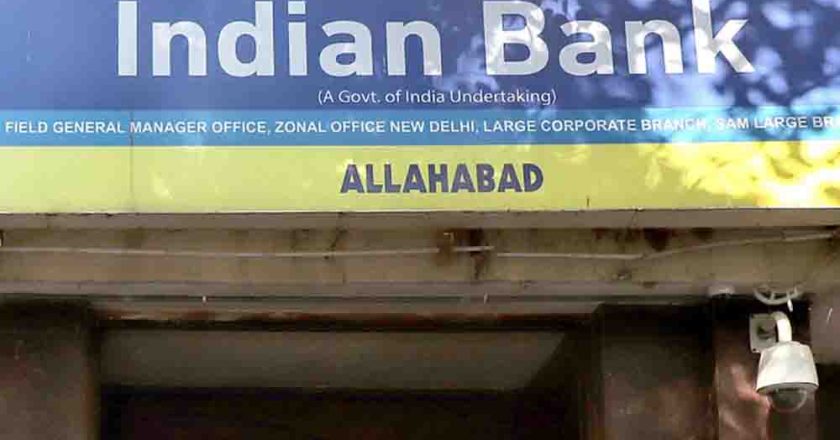 Indian Bank
(A Govt. of India Undertaking)
FIELD GENERAL MANAGER OFFICE, ZONAL OFFICE NEW DELHI, LARGE CORPORATE BRANCH, SAM LARGE BRA
ALLAHABAD